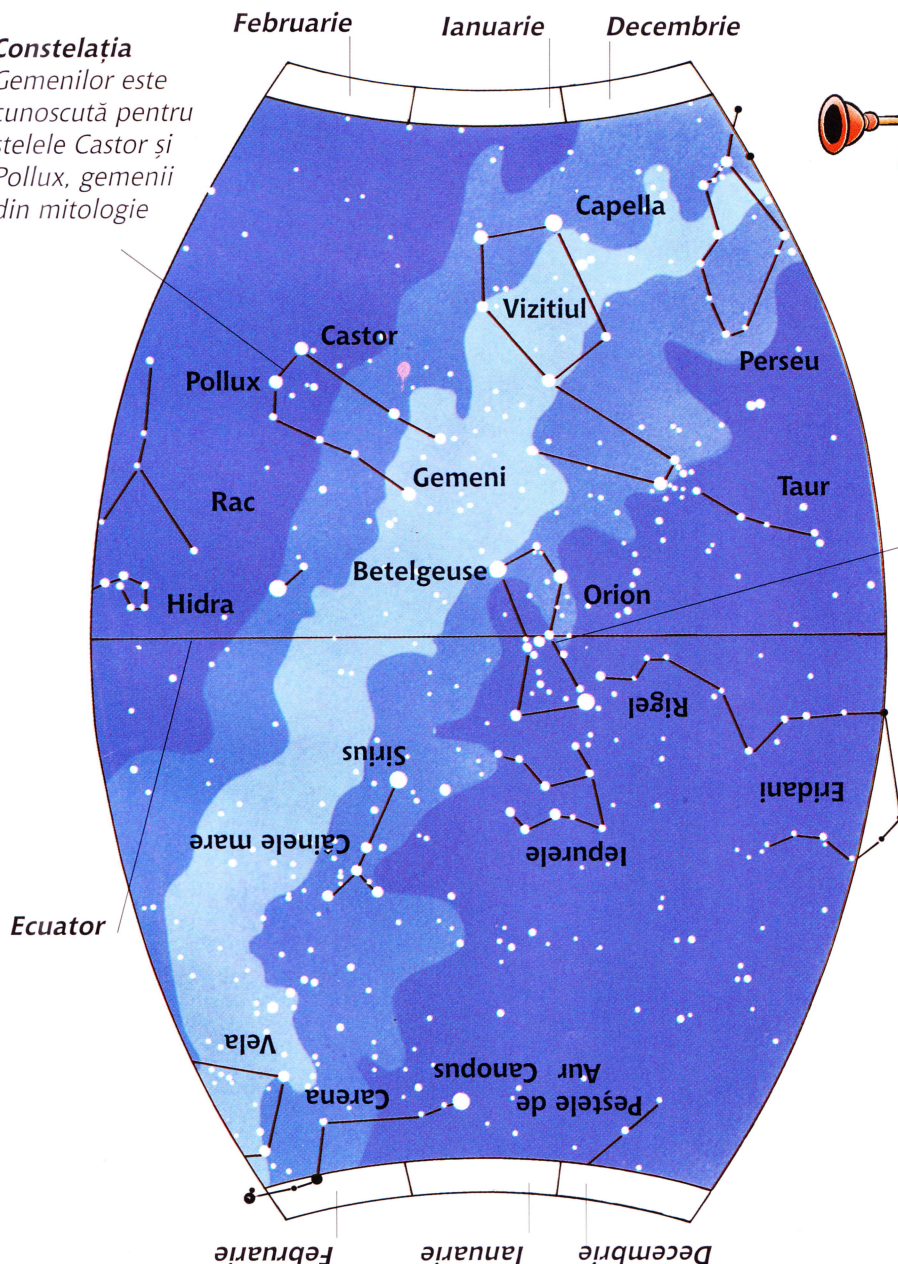 Februarie
Ianuarie
Decembrie
Constelația
Gemenilor este
cunoscută pentru
stelele Castor și
Pollux, gemenii
din mitologie
Capella
Vizitiul
Castor
Perseu
Pollux
Gemeni
Taur
Rac
Betelgeuse
Orion
Hidra
Rigel
Sirius
Eridani
Câinele mare
Iepurele
Ecuator
Vela
Canopus
Carena
Peștele de
Aur
Februarie
Ianuarie
Decembrie